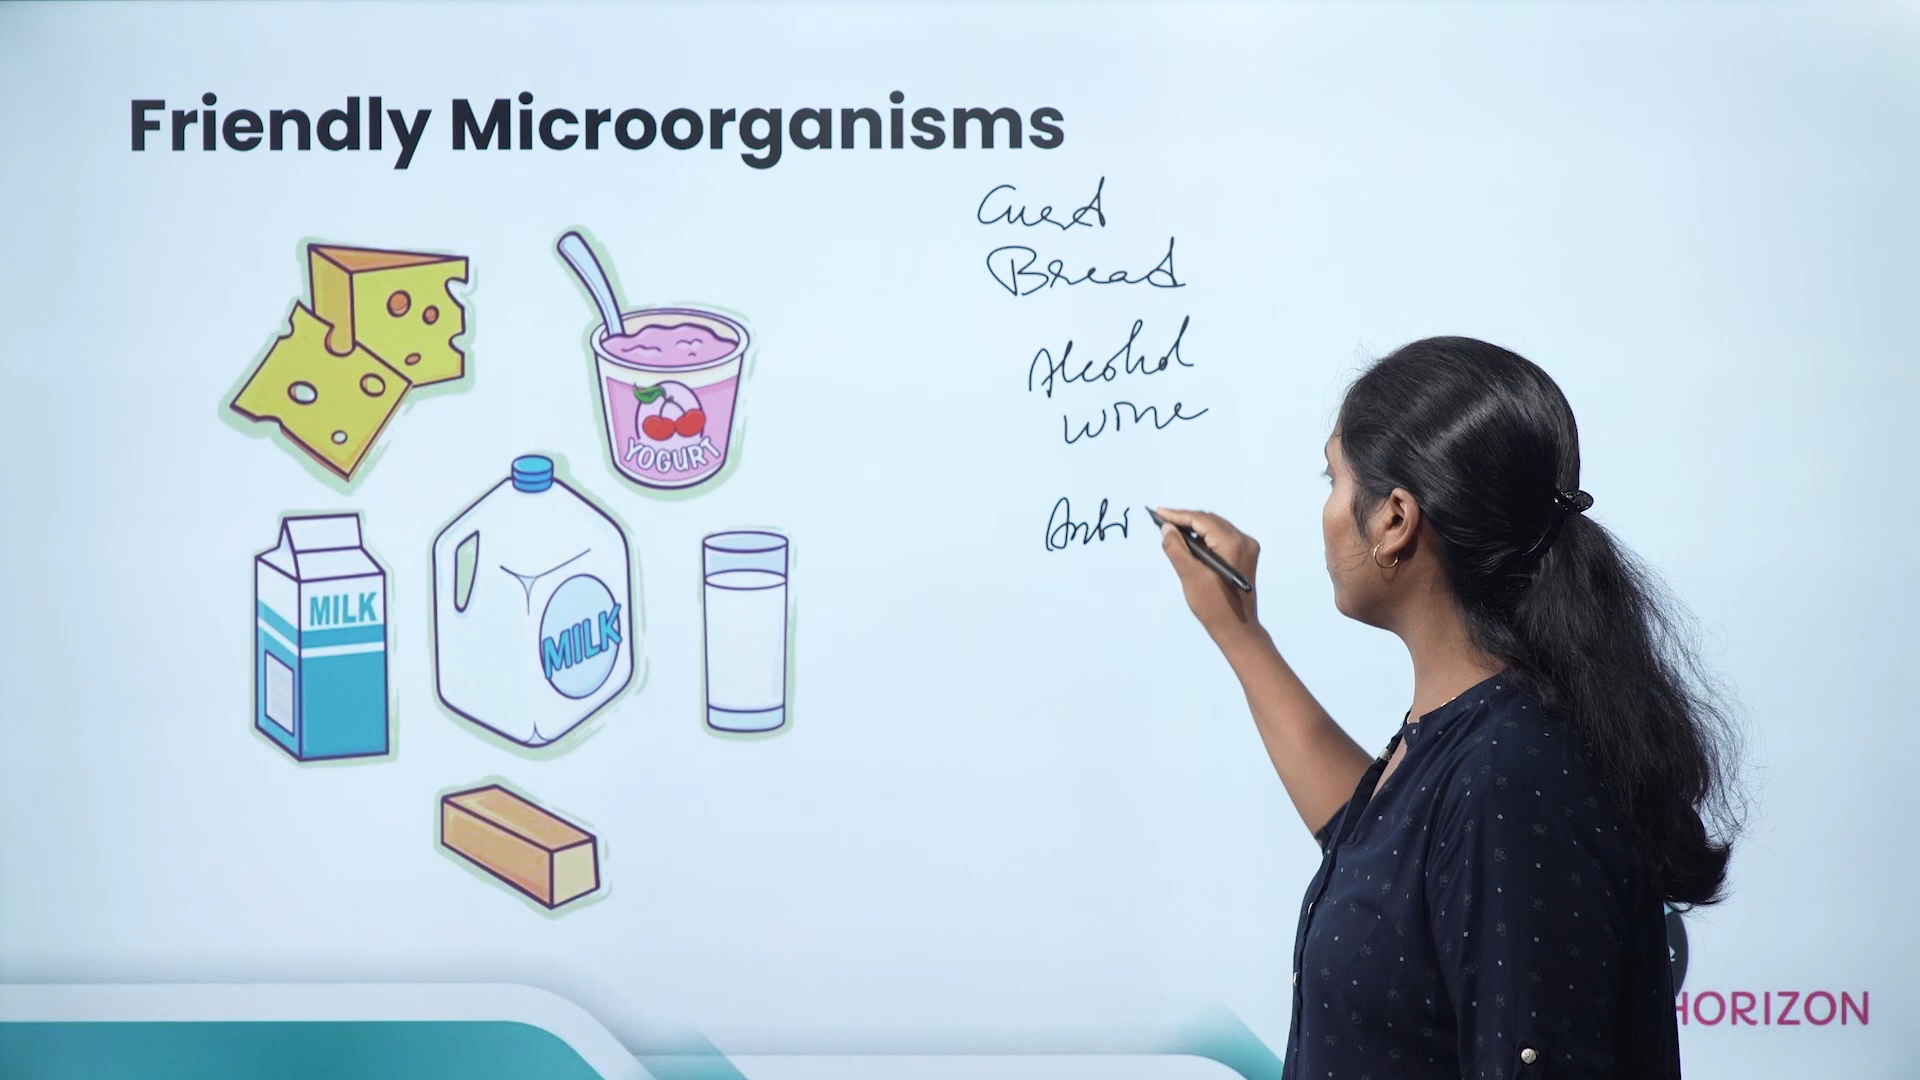 Friendly Microorganisms
Curd
Bread
Alcohol
wine
Anti
YOGURT
MILK
MILK
HORIZON